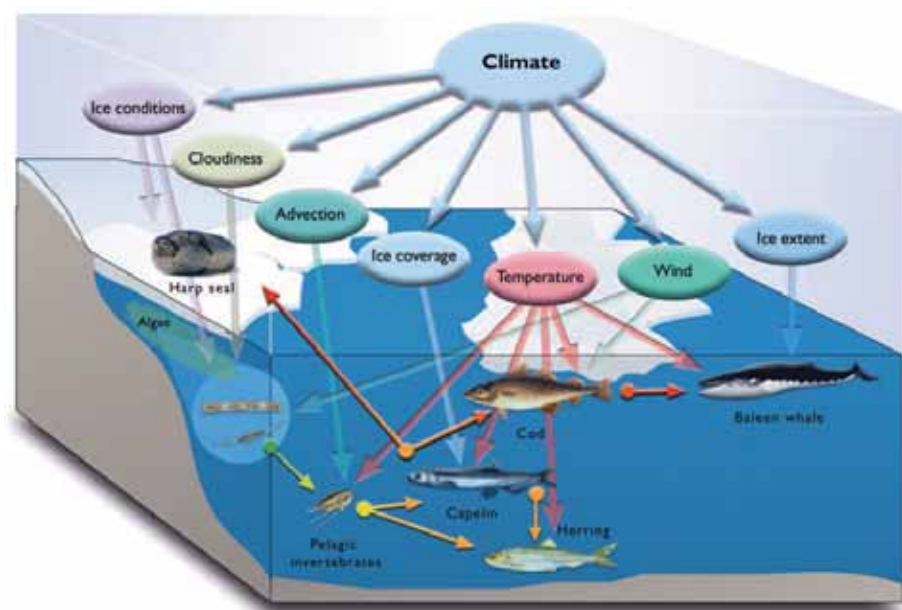 Climate
Ice conditions
Cloudiness
Advection
Ice coverage
Temperature
Wind
Ice extent
Harp seal
Algae
Cod
Baleen whale
Capelin
Herring
Pelagic
invertebrates